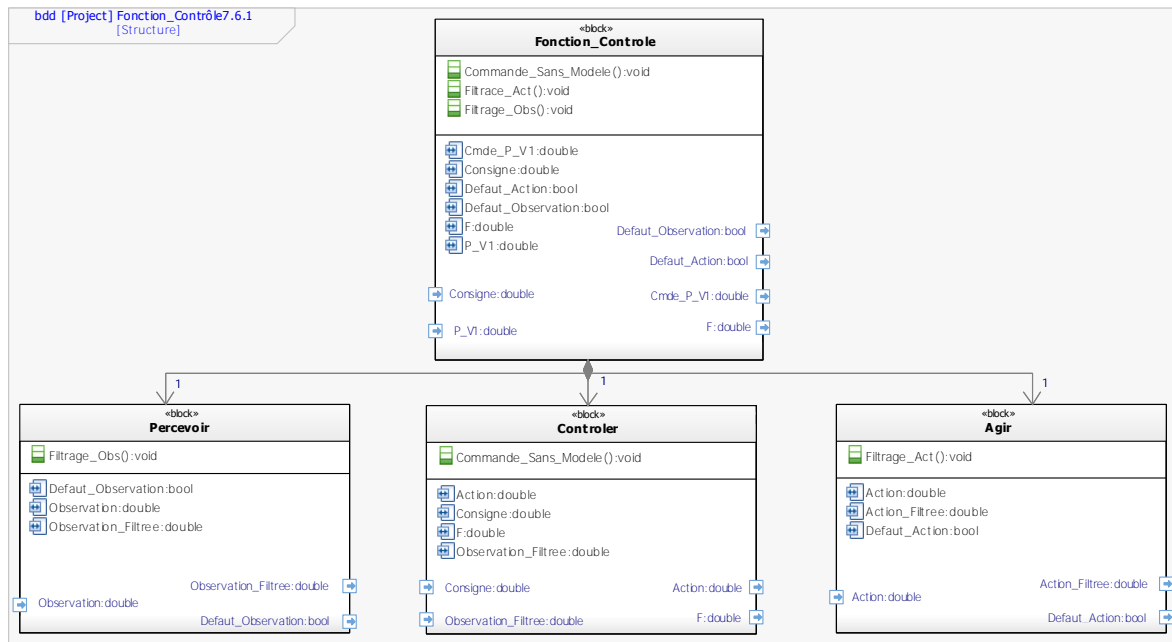 bdd [Project] Fonction_Contrôle7.6.1
[Structure]
«block»
Fonction_Controle
Commande_Sans_Modele():void
Filtrace_Act():void
Filtrage_Obs():void
Cmde_P_V1:double
Consigne:double
Defaut_Action:bool
Defaut_Observation:bool
F:double
P_V1:double
Defaut_Observation:bool
Defaut_Action:bool
Consigne:double
Cmde_P_V1:double
P_V1:double
F:double
1
1
1
«block»
Percevoir
Filtrage_Obs():void
Defaut_Observation:bool
Observation:double
Observation_Filtree:double
Observation_Filtree:double
Observation:double
Defaut_Observation:bool
«block»
Controler
Commande_Sans_Modele():void
Action:double
Consigne:double
F:double
Observation_Filtree:double
Consigne:double
Action:double
Observation_Filtree:double
F:double
«block»
Agir
Filtrage_Act():void
Action:double
Action_Filtree:double
Defaut_Action:bool
Action_Filtree:double
Action:double
Defaut_Action:bool